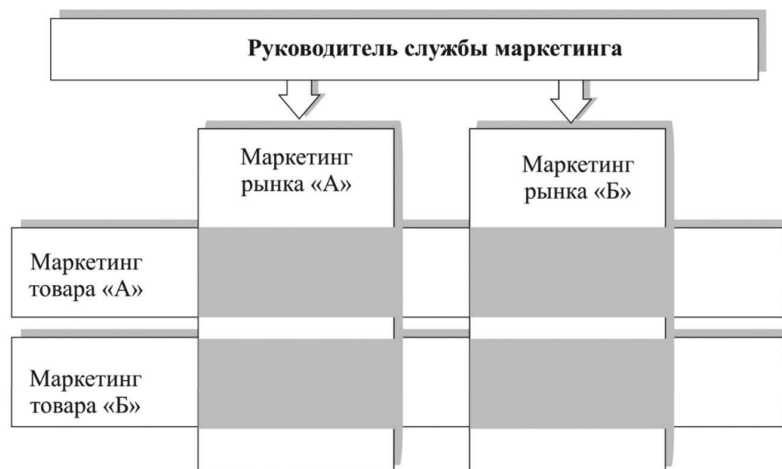 Руководитель службы маркетинга
Маркетинг
рынка «А»
Маркетинг
рынка «Б»
Маркетинг
товара «А»
Маркетинг
товара «Б»